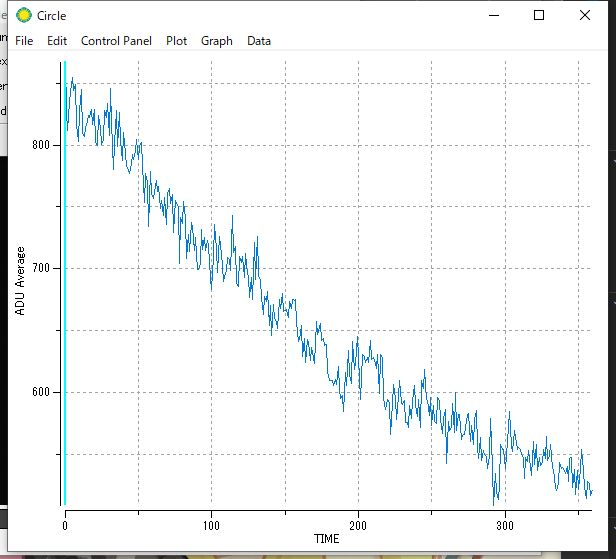 Circle
File Edit Control Panel Plot Graph Data
800
700
600
ADU Average
0 100 200 300
TIME